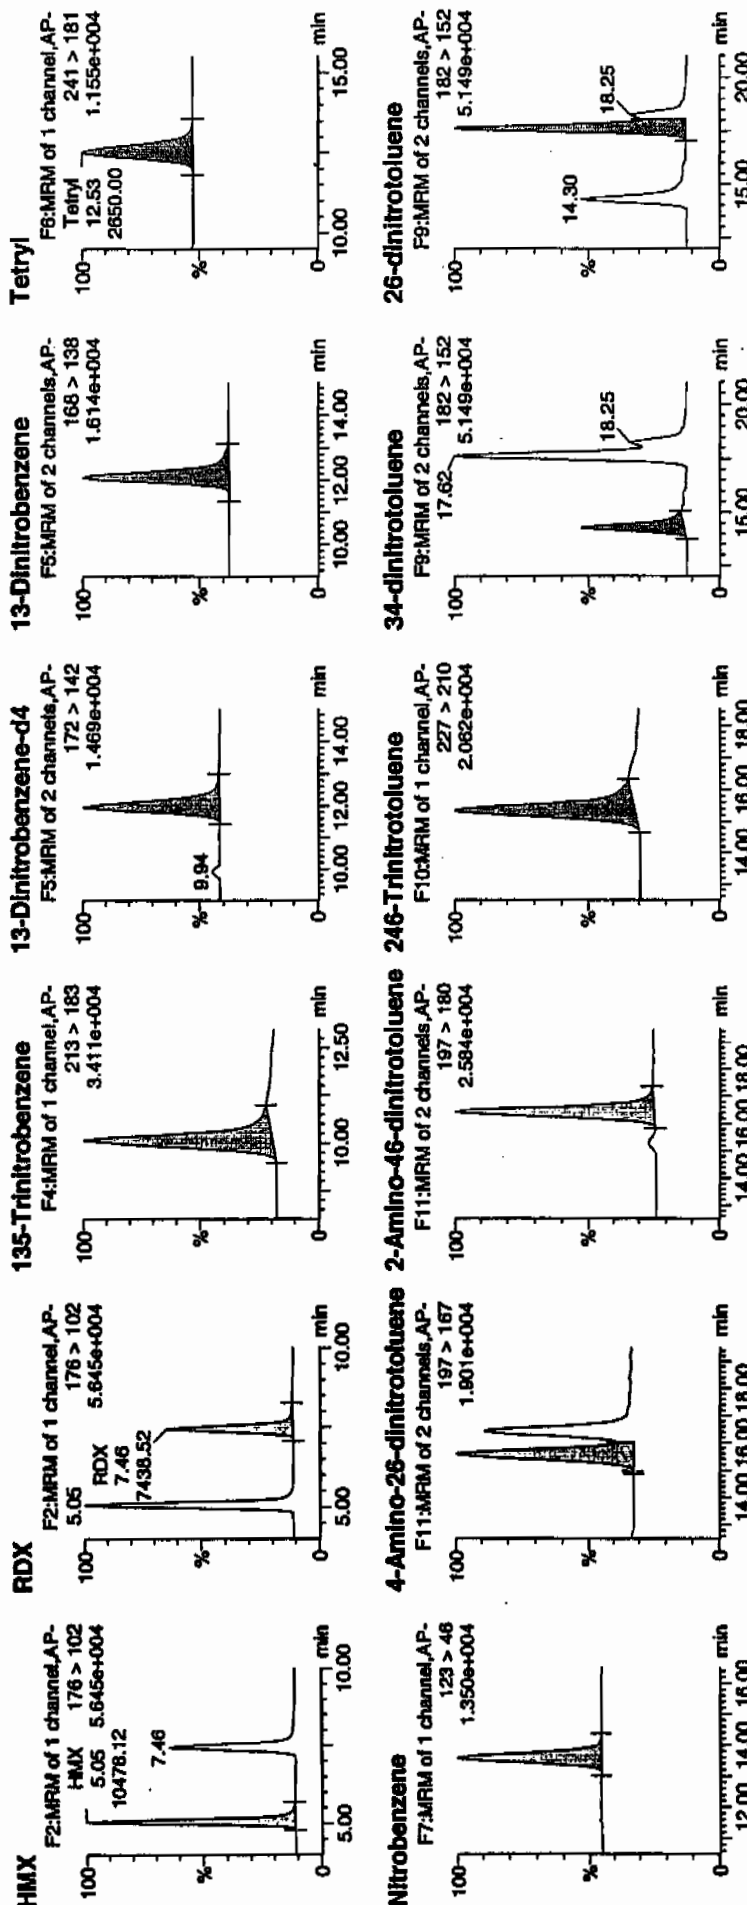 HMX
F2:MRM of 1 channel,AP-
176 > 102
5.645e+004
HMX
5.05
10478.12
7.46
100
%
0
5.00
10.00
min
RDX
F2:MRM of 1 channel,AP-
176 > 102
5.645e+004
5.05
RDX
7.46
7438.52
100
%
0
5.00
10.00
min
135-Trinitrobenzene
F4:MRM of 1 channel,AP-
213 > 183
3.411e+004
100
%
0
10.00
12.50
min
13-Dinitrobenzene-d4
F5:MRM of 2 channels,AP-
172 > 142
1.469e+004
9.94
100
%
0
10.00
12.00
14.00
min
13-Dinitrobenzene
F5:MRM of 2 channels,AP-
168 > 138
1.614e+004
100
%
0
10.00
12.00
14.00
min
Tetryl
F6:MRM of 1 channel,AP-
241 > 181
1.155e+004
Tetryl
12.53
2650.00
100
%
0
10.00
15.00
min
Nitrobenzene
F7:MRM of 1 channel,AP-
123 > 46
1.350e+004
100
%
0
12.00
14.00
16.00
min
4-Amino-26-dinitrotoluene
F11:MRM of 2 channels,AP-
197 > 167
1.901e+004
100
%
0
14.00
16.00
18.00
min
2-Amino-46-dinitrotoluene
F11:MRM of 2 channels,AP-
197 > 180
2.584e+004
100
%
0
14.00
16.00
18.00
min
246-Trinitrotoluene
F10:MRM of 1 channel,AP-
227 > 210
2.062e+004
100
%
0
14.00
16.00
18.00
min
34-dinitrotoluene
F9:MRM of 2 channels,AP-
182 > 152
5.149e+004
17.62
18.25
100
%
0
15.00
20.00
min
26-dinitrotoluene
F9:MRM of 2 channels,AP-
182 > 152
5.149e+004
14.30
18.25
100
%
0
15.00
20.00
min